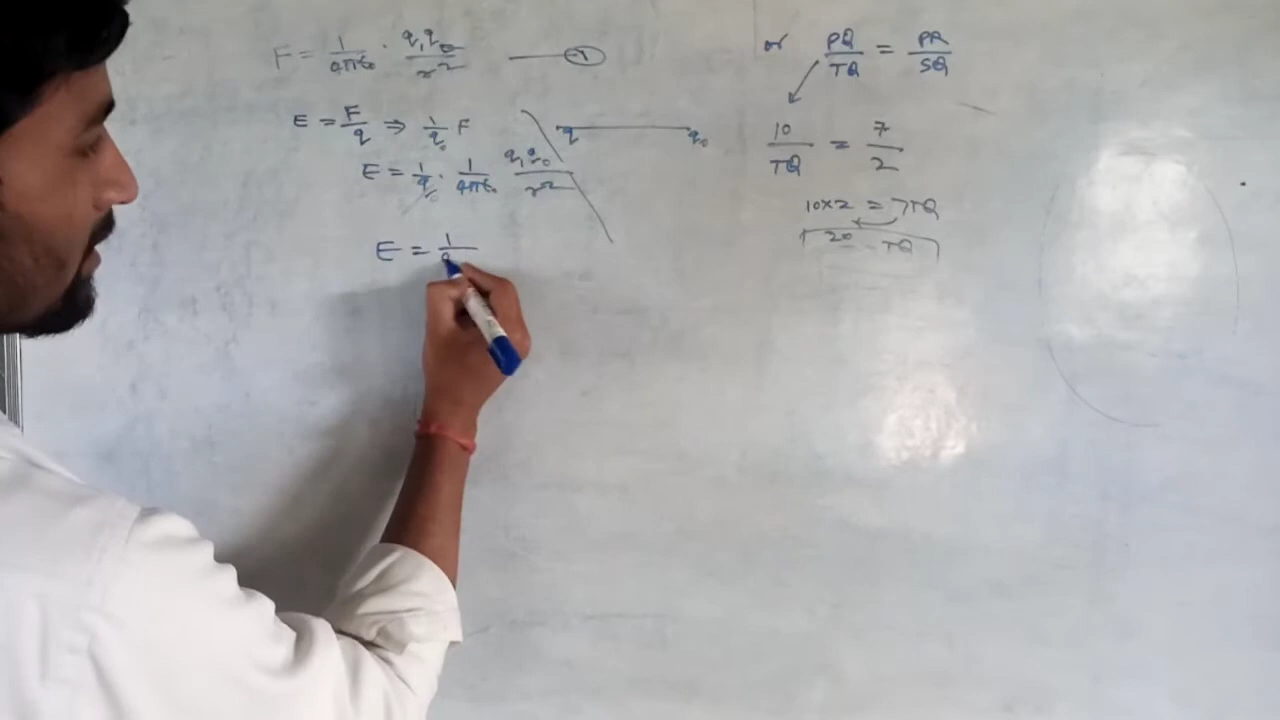 F = 1/4πε₀ · q₁q₀/r² —— (1)
E = F/q ⇒ 1/q₀ F
q q₀
E = 1/q₀ · 1/4πε₀ q₁q₀/r²
E = 1/
or PQ/TQ = PR/SQ
10/TQ = 7/2
10×2 = 7TQ
20 TQ